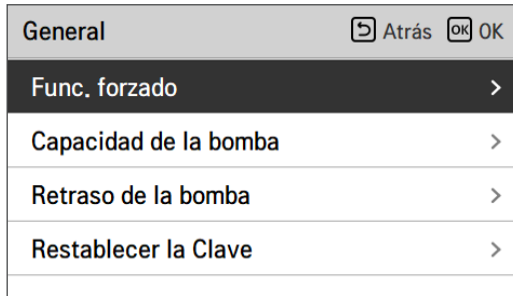 General Atrás OK OK
Func. forzado
Capacidad de la bomba
Retraso de la bomba
Restablecer la Clave